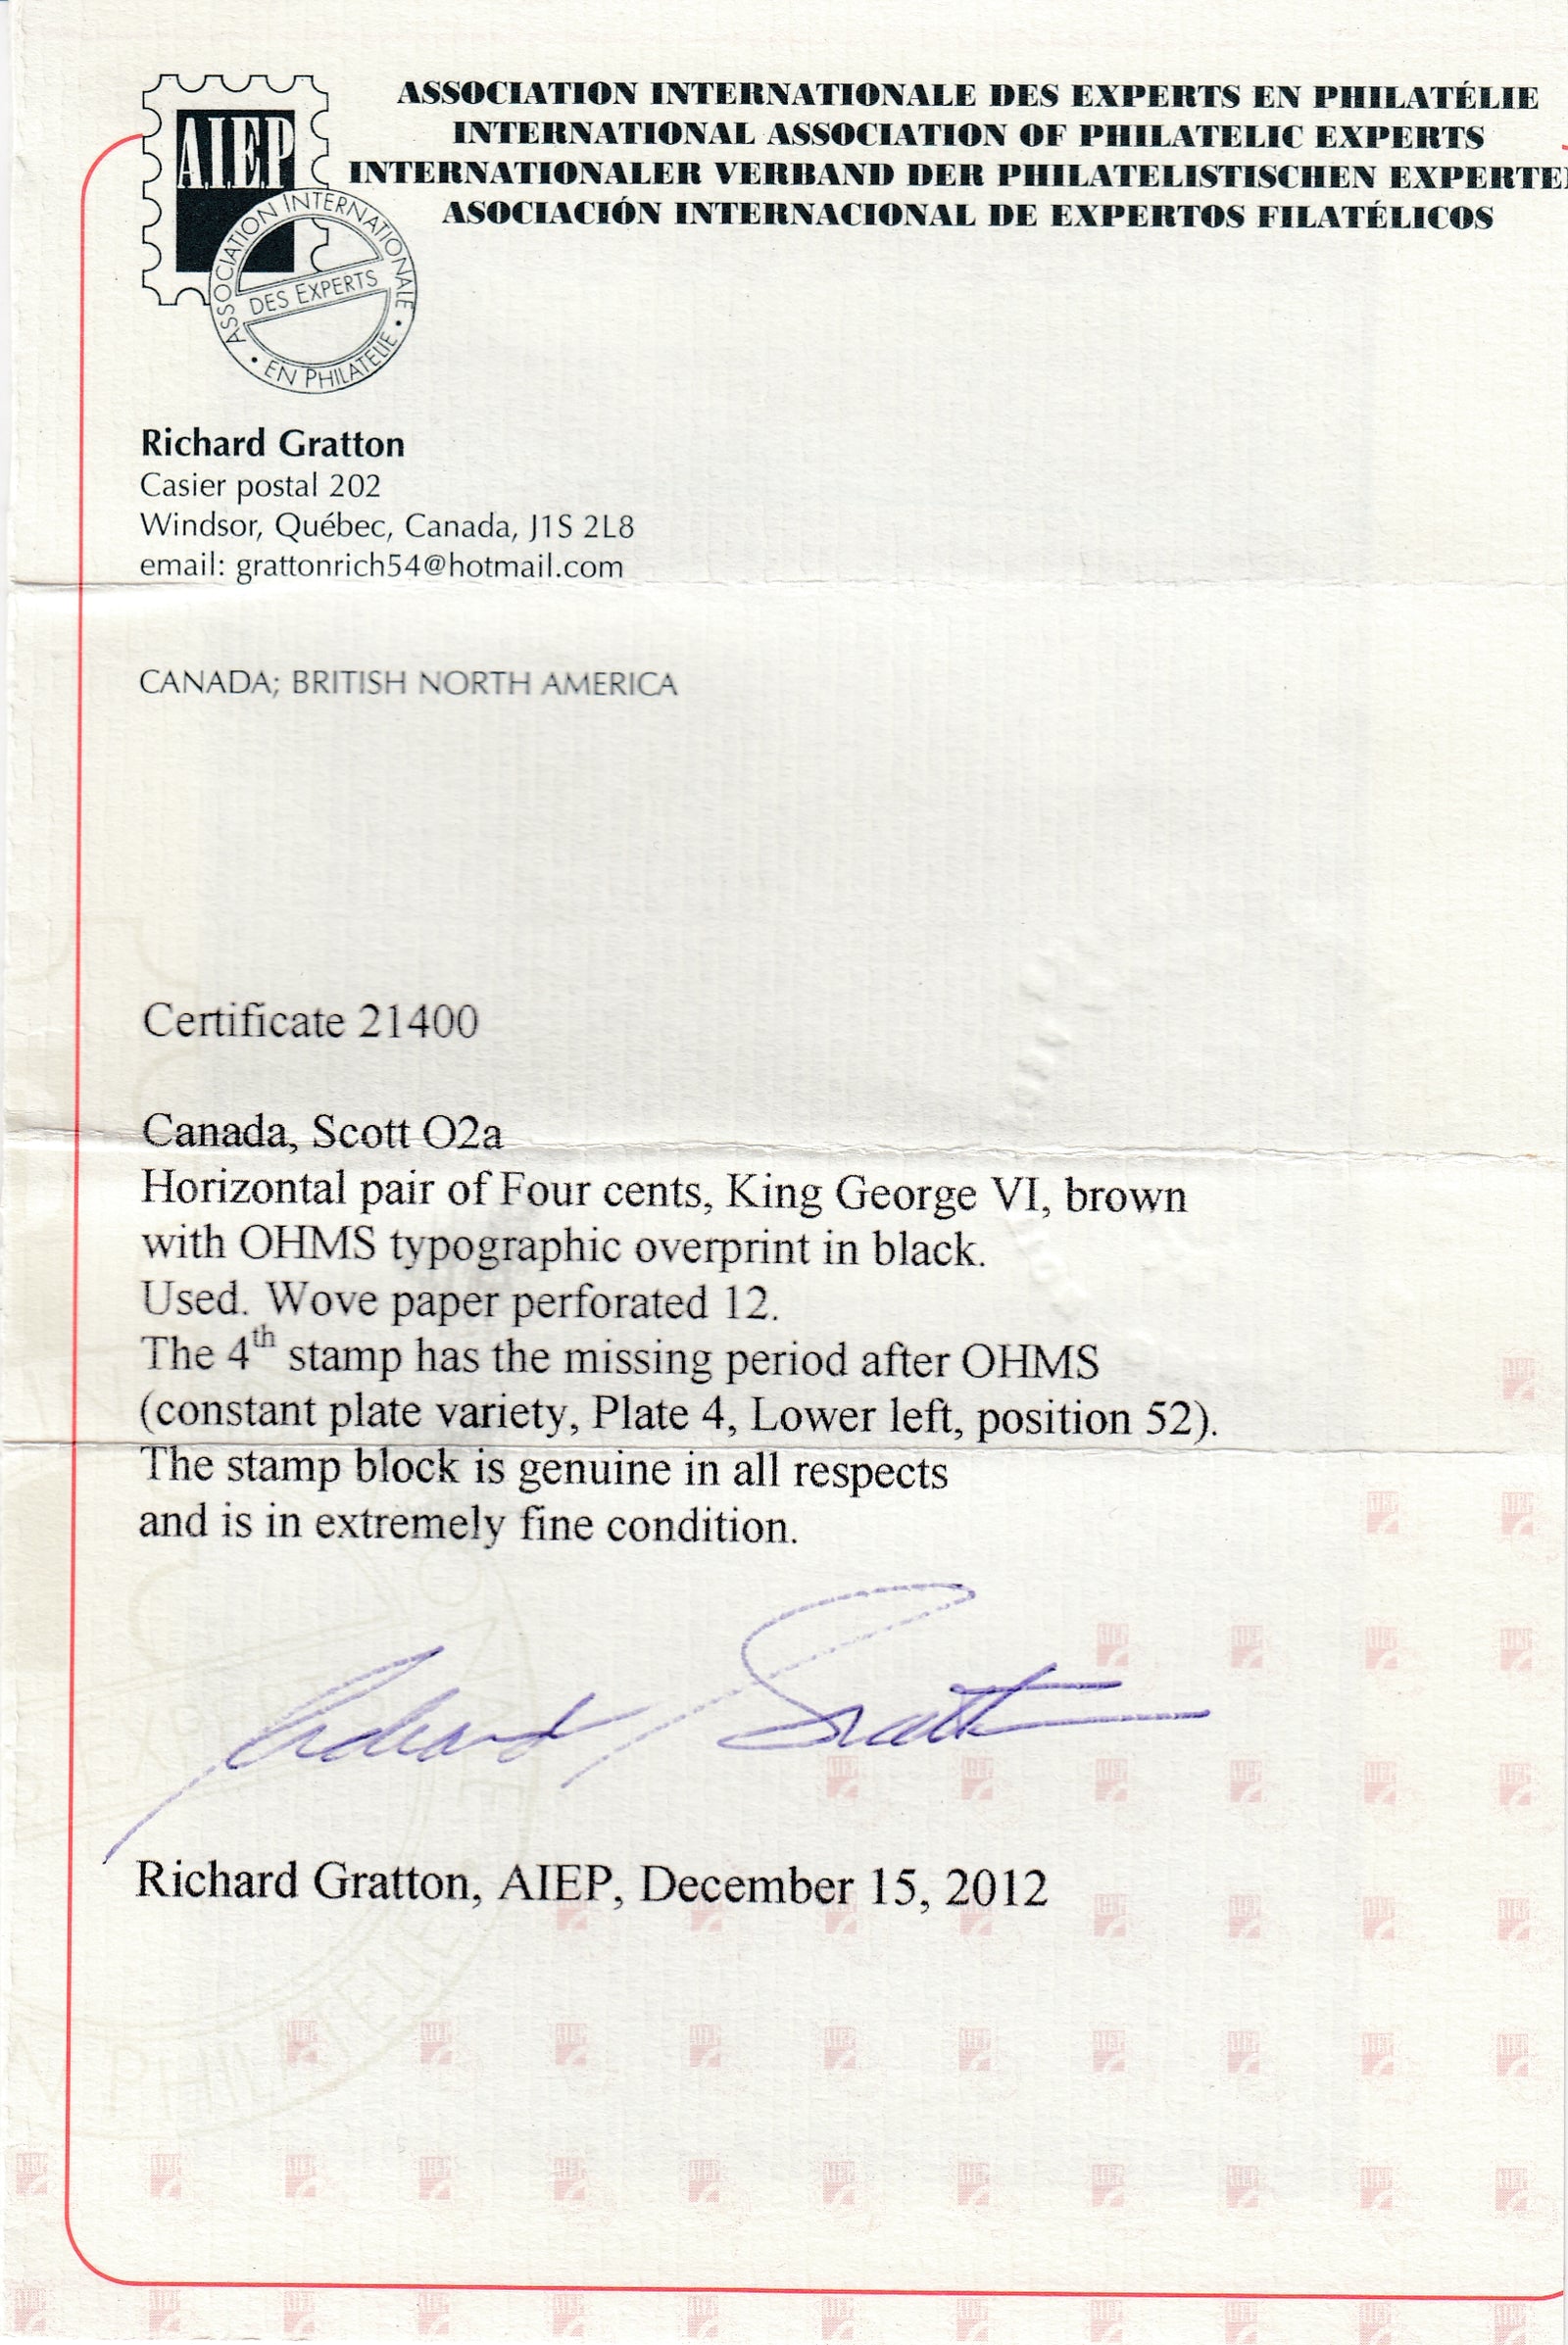 AIEP
ASSOCIATION INTERNATIONALE
DES EXPERTS
EN PHILATELIE
ASSOCIATION INTERNATIONALE DES EXPERTS EN PHILATÉLIE
INTERNATIONAL ASSOCIATION OF PHILATELIC EXPERTS
INTERNATIONALER VERBAND DER PHILATELISTISCHEN EXPERTE
ASOCIACIÓN INTERNACIONAL DE EXPERTOS FILATÉLICOS
Richard Gratton
Casier postal 202
Windsor, Québec, Canada, J1S 2L8
email: grattonrich54@hotmail.com
CANADA; BRITISH NORTH AMERICA
Certificate 21400
Canada, Scott O2a
Horizontal pair of Four cents, King George VI, brown
with OHMS typographic overprint in black.
Used. Wove paper perforated 12.
The 4th stamp has the missing period after OHMS
(constant plate variety, Plate 4, Lower left, position 52).
The stamp block is genuine in all respects
and is in extremely fine condition.
Richard Gratton
Richard Gratton, AIEP, December 15, 2012